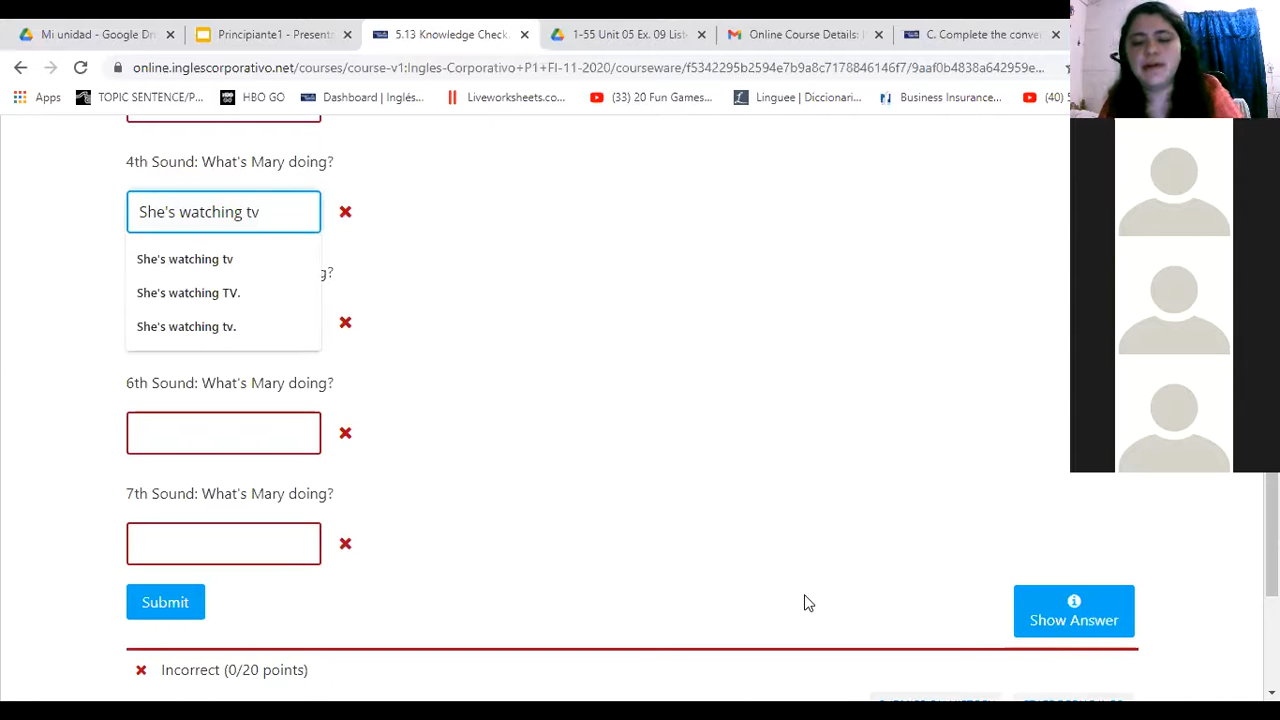 Mi unidad - Google Dr
Principiante1 - Presenta
5.13 Knowledge Check
1-55 Unit 05 Ex. 09 List
Online Course Details:
C. Complete the conver
online.inglescorporativo.net/courses/course-v1:Ingles-Corporativo+P1+FI-11-2020/courseware/f5342295b2594e7b9a8c7178846146f7/9aaf0b4838a642959e...
Apps
TOPIC SENTENCE/P...
HBO GO
Dashboard | Inglés...
Liveworksheets.co...
(33) 20 Fun Games...
Linguee | Diccionari...
Business Insurance...
(40)
4th Sound: What's Mary doing?
She's watching tv
She's watching tv
g?
She's watching TV.
She's watching tv.
6th Sound: What's Mary doing?
7th Sound: What's Mary doing?
Submit
Show Answer
Incorrect (0/20 points)